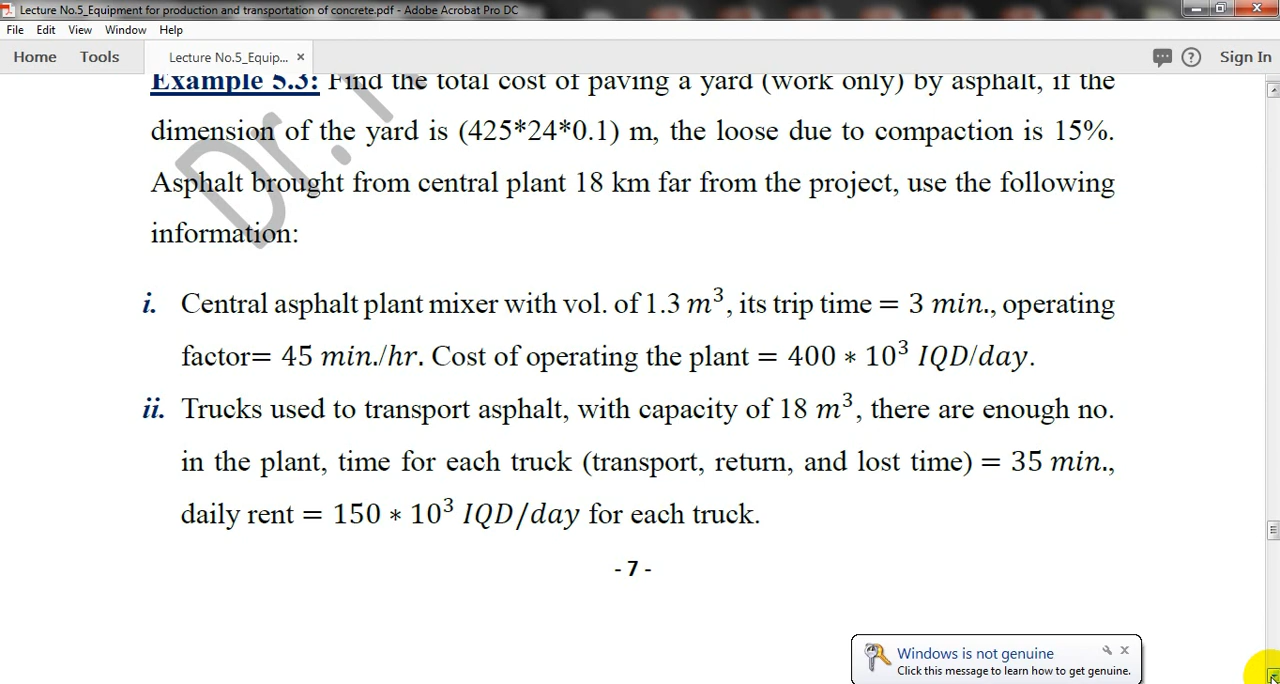 Lecture No.5_Equipment for production and transportation of concrete.pdf - Adobe Acrobat Pro DC
File Edit View Window Help
Home Tools Lecture No.5_Equip... × ? Sign In
Example 5.3: Find the total cost of paving a yard (work only) by asphalt, if the
dimension of the yard is (425*24*0.1) m, the loose due to compaction is 15%.
Asphalt brought from central plant 18 km far from the project, use the following
information:
Dr.
i. Central asphalt plant mixer with vol. of 1.3 m³, its trip time = 3 min., operating
factor= 45 min./hr. Cost of operating the plant = 400 * 10³ IQD/day.
ii. Trucks used to transport asphalt, with capacity of 18 m³, there are enough no.
in the plant, time for each truck (transport, return, and lost time) = 35 min.,
daily rent = 150 * 10³ IQD/day for each truck.
- 7 -
Windows is not genuine
Click this message to learn how to get genuine.